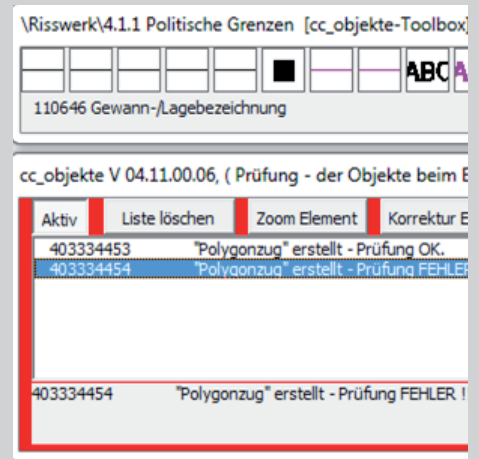 \Risswerk\4.1.1 Politische Grenzen [cc_objekte-Toolbox]
ABC A
110646 Gewann-/Lagebezeichnung
cc_objekte V 04.11.00.06, ( Prüfung - der Objekte beim E
Aktiv Liste löschen Zoom Element Korrektur E
403334453 "Polygonzug" erstellt - Prüfung OK.
403334454 "Polygonzug" erstellt - Prüfung FEHLER
403334454 "Polygonzug" erstellt - Prüfung FEHLER !